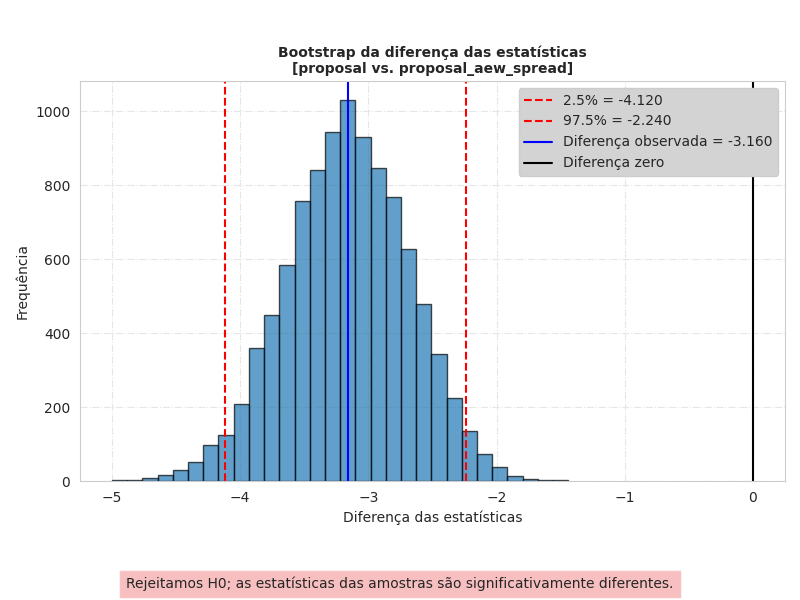 Bootstrap da diferença das estatísticas
[proposal vs. proposal_aew_spread]
2.5% = -4.120
97.5% = -2.240
Diferença observada = -3.160
Diferença zero
Frequência
1000
800
600
400
200
0
−5
−4
−3
−2
−1
0
Diferença das estatísticas
Rejeitamos H0; as estatísticas das amostras são significativamente diferentes.